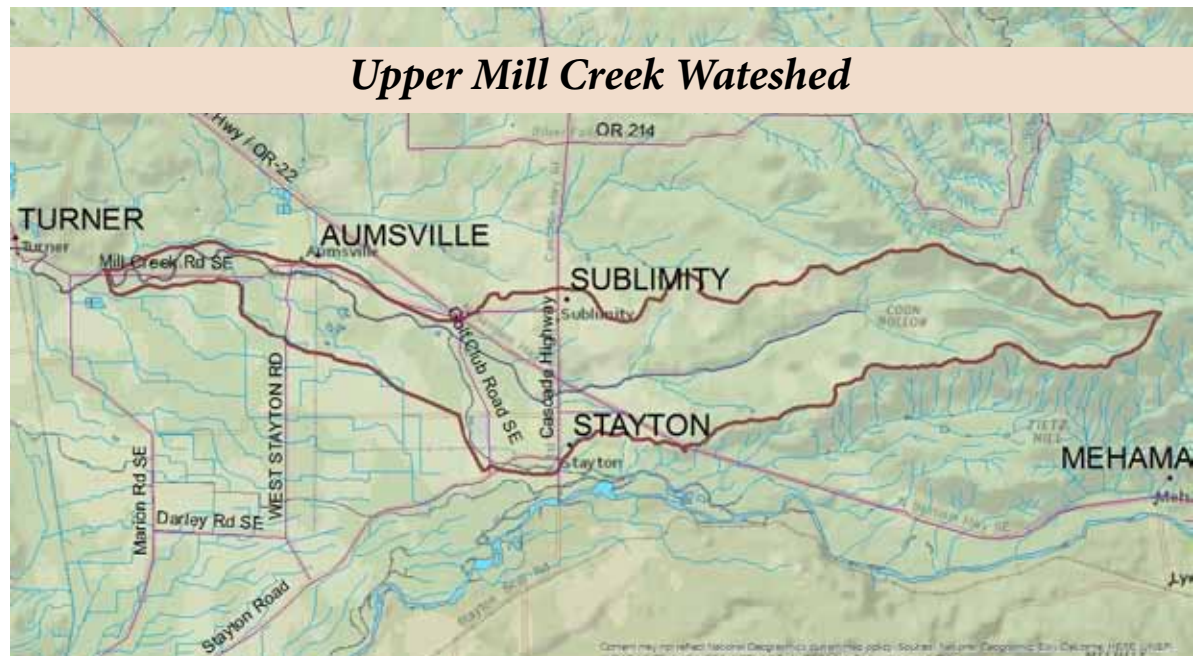 Upper Mill Creek Wateshed
OR 214
Hwy / OR-22
TURNER
Turner
AUMSVILLE
Aumsville
Mill Creek Rd SE
SUBLIMITY
Sublimity
COON
HOLLOW
Golf Club Road SE
Cascade Highway
WEST STAYTON RD
STAYTON
Stayton
MEHAMA
Marion Rd SE
Darley Rd SE
Stayton Road